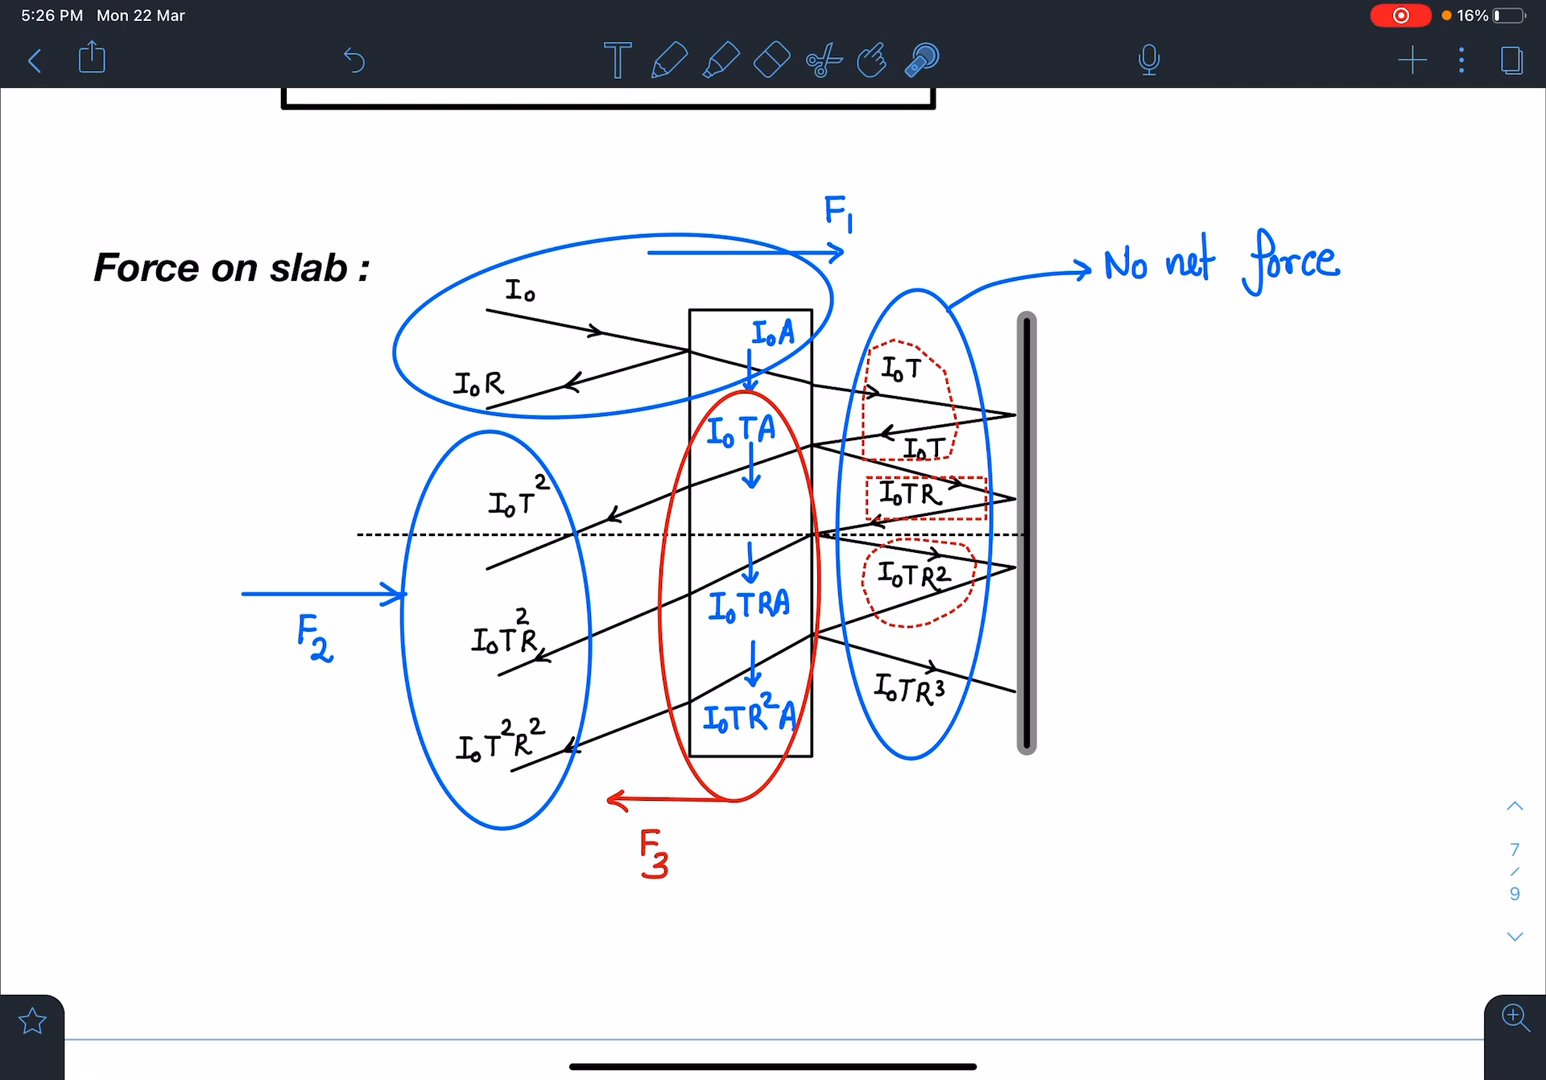 5:26 PM Mon 22 Mar
16%
T
F₁
Force on slab :
No net force
I₀
I₀A
I₀R
I₀T
I₀TA
I₀T
I₀T²
I₀TR
I₀TR2
F₂
I₀TRA
I₀TR²
I₀TR³
I₀TR²A
I₀T²R²
F₃
7
/
9